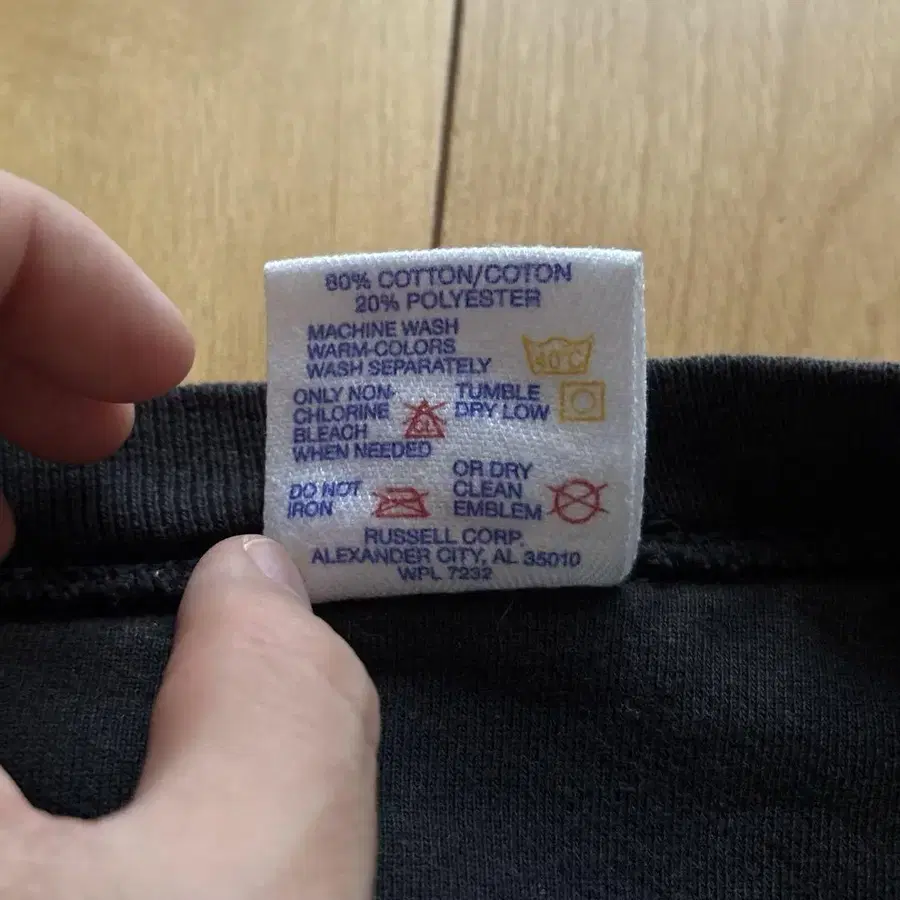 80% COTTON/COTON
20% POLYESTER
MACHINE WASH
WARM-COLORS
WASH SEPARATELY
40°C
ONLY NON-
CHLORINE
BLEACH
WHEN NEEDED
CL
TUMBLE
DRY LOW
DO NOT
IRON
OR DRY
CLEAN
EMBLEM
RUSSELL CORP.
ALEXANDER CITY, AL 35010
WPL 7232